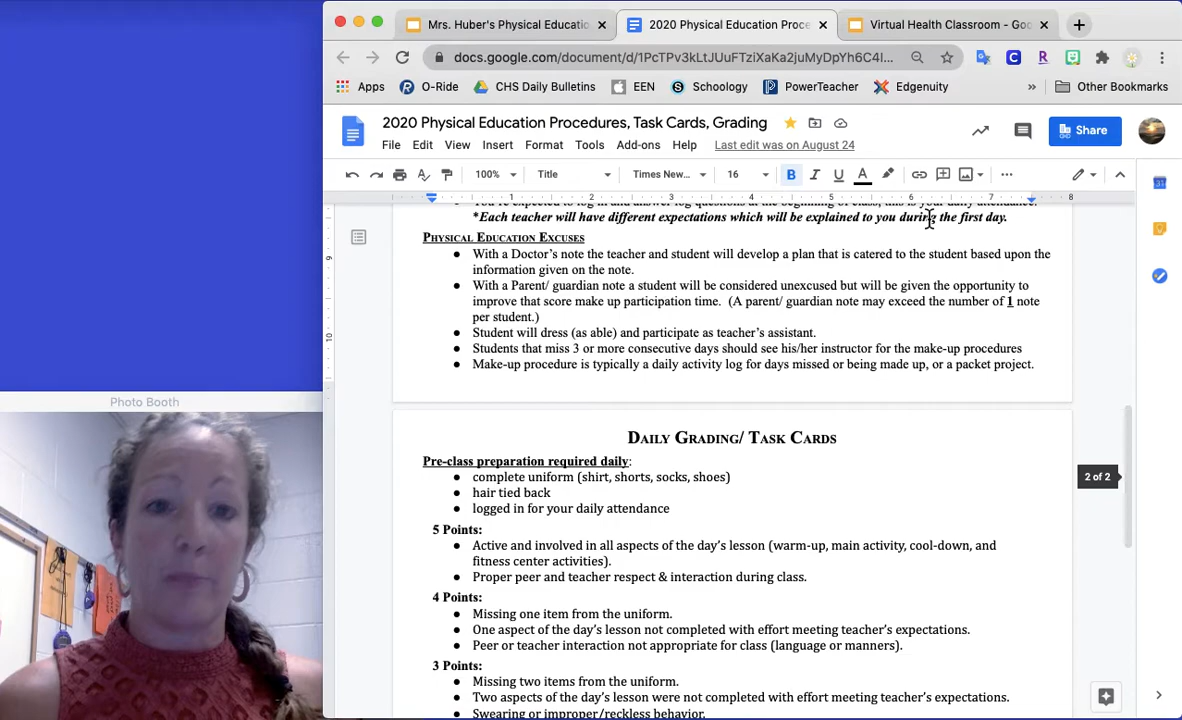 Mrs. Huber's Physical Educatio
2020 Physical Education Proce
Virtual Health Classroom - Goo
docs.google.com/document/d/1PcTPv3kLtJUuFTziXaKa2juMyDpYh6C4I...
Apps
O-Ride
CHS Daily Bulletins
EEN
Schoology
PowerTeacher
Edgenuity
»
Other Bookmarks
2020 Physical Education Procedures, Task Cards, Grading
Share
File Edit View Insert Format Tools Add-ons Help Last edit was on August 24
100% Title Times New... 16 B I U A
1 2 3 4 5 6 7 8
*Each teacher will have different expectations which will be explained to you during the first day.
Physical Education Excuses
● With a Doctor's note the teacher and student will develop a plan that is catered to the student based upon the
information given on the note.
● With a Parent/ guardian note a student will be considered unexcused but will be given the opportunity to
improve that score make up participation time. (A parent/ guardian note may exceed the number of 1 note
per student.)
● Student will dress (as able) and participate as teacher's assistant.
● Students that miss 3 or more consecutive days should see his/her instructor for the make-up procedures
● Make-up procedure is typically a daily activity log for days missed or being made up, or a packet project.
Photo Booth
Daily Grading/ Task Cards
Pre-class preparation required daily:
● complete uniform (shirt, shorts, socks, shoes)
● hair tied back
● logged in for your daily attendance
2 of 2
5 Points:
● Active and involved in all aspects of the day's lesson (warm-up, main activity, cool-down, and
fitness center activities).
● Proper peer and teacher respect & interaction during class.
4 Points:
● Missing one item from the uniform.
● One aspect of the day's lesson not completed with effort meeting teacher's expectations.
● Peer or teacher interaction not appropriate for class (language or manners).
3 Points:
● Missing two items from the uniform.
● Two aspects of the day's lesson were not completed with effort meeting teacher's expectations.
● Swearing or improper/reckless behavior.